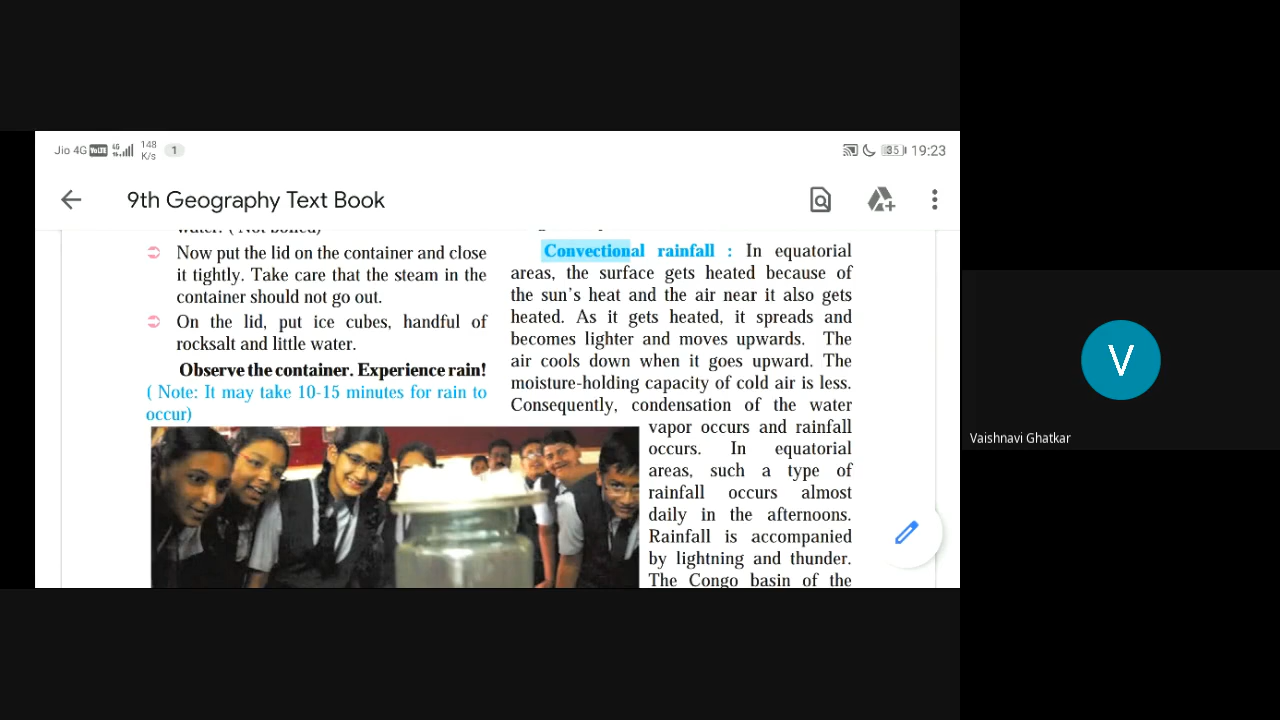 Jio 4G VoLTE 4G 148 K/s 1 35 19:23
9th Geography Text Book
water. ( Not boiled)
Now put the lid on the container and close
it tightly. Take care that the steam in the
container should not go out.
On the lid, put ice cubes, handful of
rocksalt and little water.
Observe the container. Experience rain!
( Note: It may take 10-15 minutes for rain to
occur)
Convectional rainfall : In equatorial
areas, the surface gets heated because of
the sun's heat and the air near it also gets
heated. As it gets heated, it spreads and
becomes lighter and moves upwards. The
air cools down when it goes upward. The
moisture-holding capacity of cold air is less.
Consequently, condensation of the water
vapor occurs and rainfall
occurs. In equatorial
areas, such a type of
rainfall occurs almost
daily in the afternoons.
Rainfall is accompanied
by lightning and thunder.
The Congo basin of the
V
Vaishnavi Ghatkar